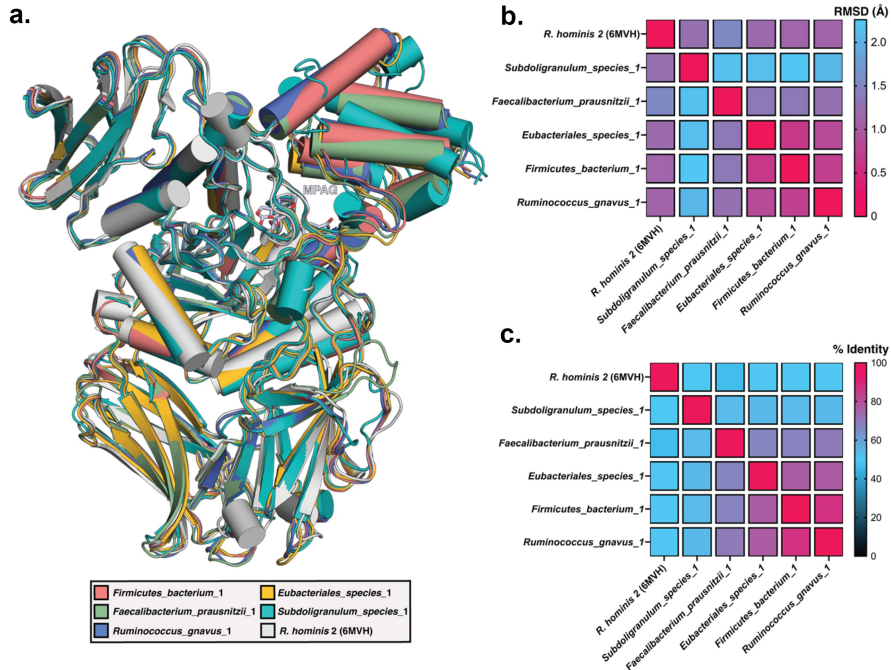 a.
MPAG
Firmicutes_bacterium_1
Eubacteriales_species_1
Faecalibacterium_prausnitzii_1
Subdoligranulum_species_1
Ruminococcus_gnavus_1
R. hominis 2 (6MVH)
b.
RMSD (Å)
R. hominis 2 (6MVH)
Subdoligranulum_species_1
Faecalibacterium_prausnitzii_1
Eubacteriales_species_1
Firmicutes_bacterium_1
Ruminococcus_gnavus_1
R. hominis 2 (6MVH)
Subdoligranulum_species_1
Faecalibacterium_prausnitzii_1
Eubacteriales_species_1
Firmicutes_bacterium_1
Ruminococcus_gnavus_1
2.0
1.5
1.0
0.5
0
c.
% Identity
R. hominis 2 (6MVH)
Subdoligranulum_species_1
Faecalibacterium_prausnitzii_1
Eubacteriales_species_1
Firmicutes_bacterium_1
Ruminococcus_gnavus_1
R. hominis 2 (6MVH)
Subdoligranulum_species_1
Faecalibacterium_prausnitzii_1
Eubacteriales_species_1
Firmicutes_bacterium_1
Ruminococcus_gnavus_1
100
80
60
40
20
0